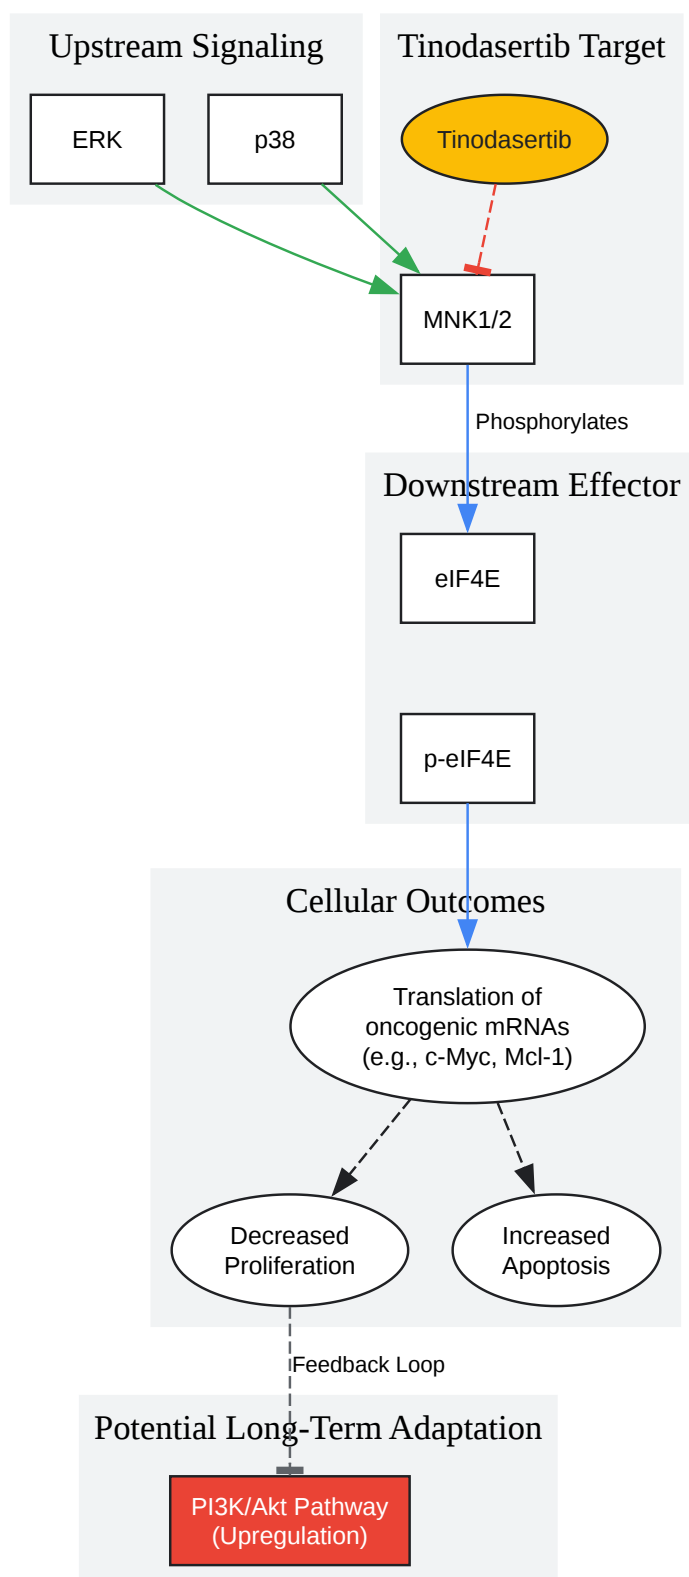 Upstream Signaling
Tinodasertib Target
ERK
p38
Tinodasertib
MNK1/2
Phosphorylates
Downstream Effector
eIF4E
p-eIF4E
Cellular Outcomes
Translation of
oncogenic mRNAs
(e.g., c-Myc, Mcl-1)
Decreased
Proliferation
Increased
Apoptosis
Feedback Loop
Potential Long-Term Adaptation
PI3K/Akt Pathway
(Upregulation)